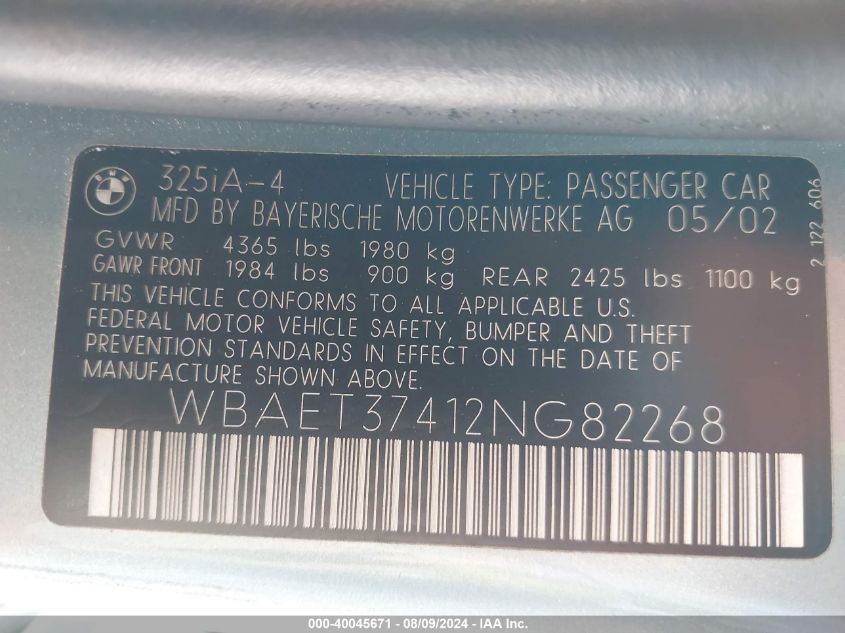 BMW
325iA-4 VEHICLE TYPE: PASSENGER CAR
MFD BY BAYERISCHE MOTORENWERKE AG 05/02
GVWR 4365 lbs 1980 kg
GAWR FRONT 1984 lbs 900 kg REAR 2425 lbs 1100 kg
THIS VEHICLE CONFORMS TO ALL APPLICABLE U.S.
FEDERAL MOTOR VEHICLE SAFETY, BUMPER AND THEFT
PREVENTION STANDARDS IN EFFECT ON THE DATE OF
MANUFACTURE SHOWN ABOVE.
WBAET37412NG82268
2 122 606
000-40045671 - 08/09/2024 - IAA Inc.